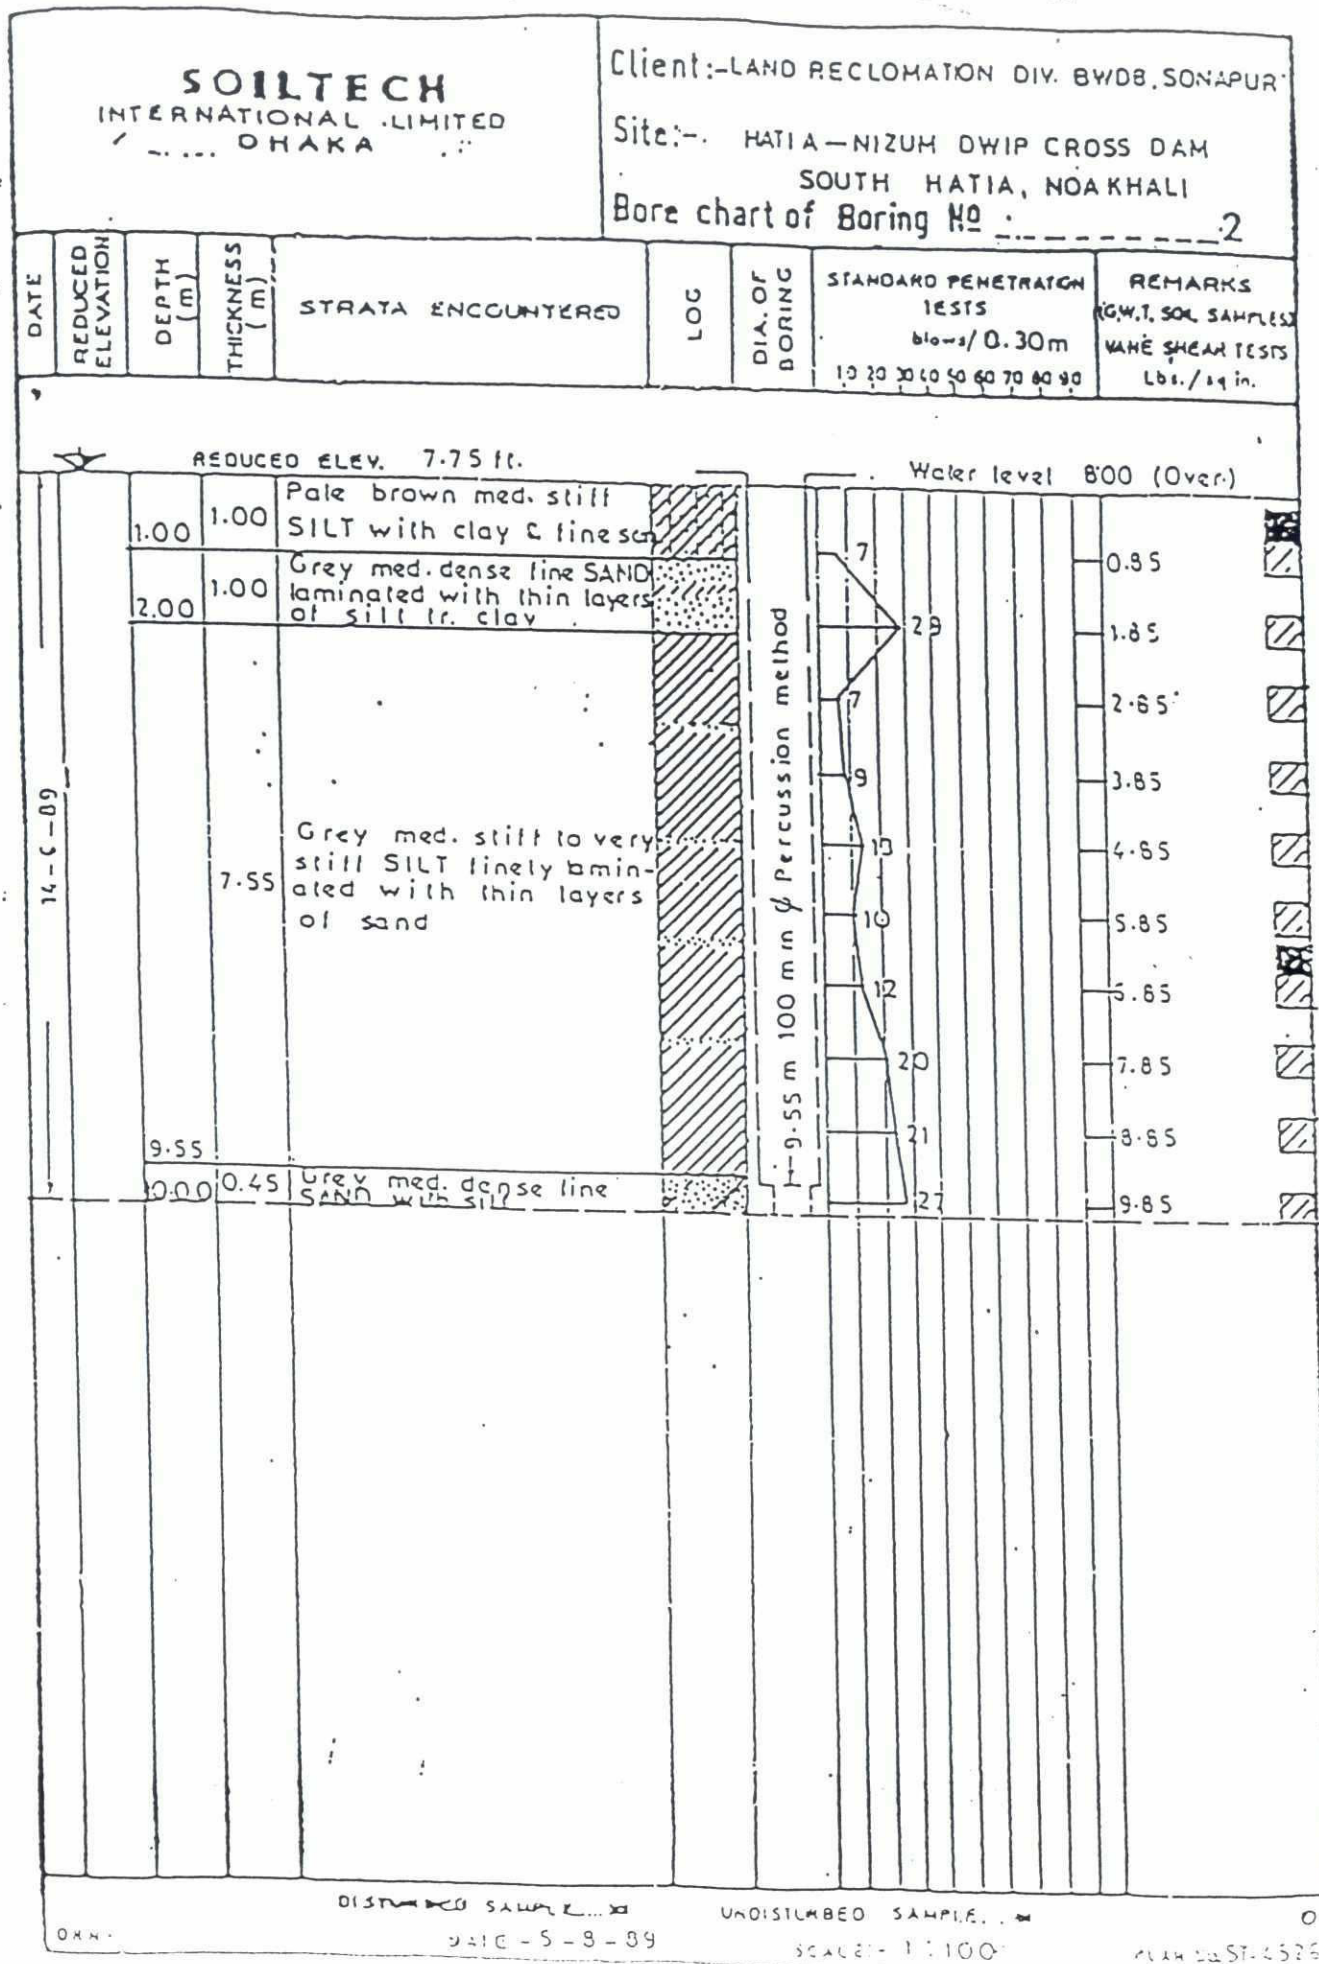 SOILTECH
INTERNATIONAL LIMITED
DHAKA
Client:-LAND RECLOMATION DIV. BWDB, SONAPUR
Site:-. HATIA-NIZUM DWIP CROSS DAM
SOUTH HATIA, NOAKHALI
Bore chart of Boring No :- 2
DATE
REDUCED ELEVATION
DEPTH (m)
THICKNESS (m)
STRATA ENCOUNTERED
LOG
DIA. OF BORING
STANDARD PENETRATON
TESTS
blows/0.30m
10 20 30 40 50 60 70 80 90
REMARKS
(G.W.T. SOIL SAMPLES)
VANE SHEAR TESTS
Lbs./sq in.
REDUCED ELEV. 7.75 ft.
Water level 8.00 (Over.)
1.00 1.00 Pale brown med. stiff
SILT with clay & fine san
2.00 1.00 Grey med. dense fine SAND
laminated with thin layers
of silt tr. clay
7.55 Grey med. stiff to very
stiff SILT finely lamin-
ated with thin layers
of sand
9.55
0.45 Grey med. dense fine
SAND with silt
9.55 m 100 mm ϕ Percussion method
7 0.85
29 1.85
7 2.85
9 3.85
13 4.85
10 5.85
12 6.85
20 7.85
21 8.85
27 9.85
DISTURBED SAMPLE...
UNDISTURBED SAMPLE..
DATE-5-8-89
SCALE:- 1:100